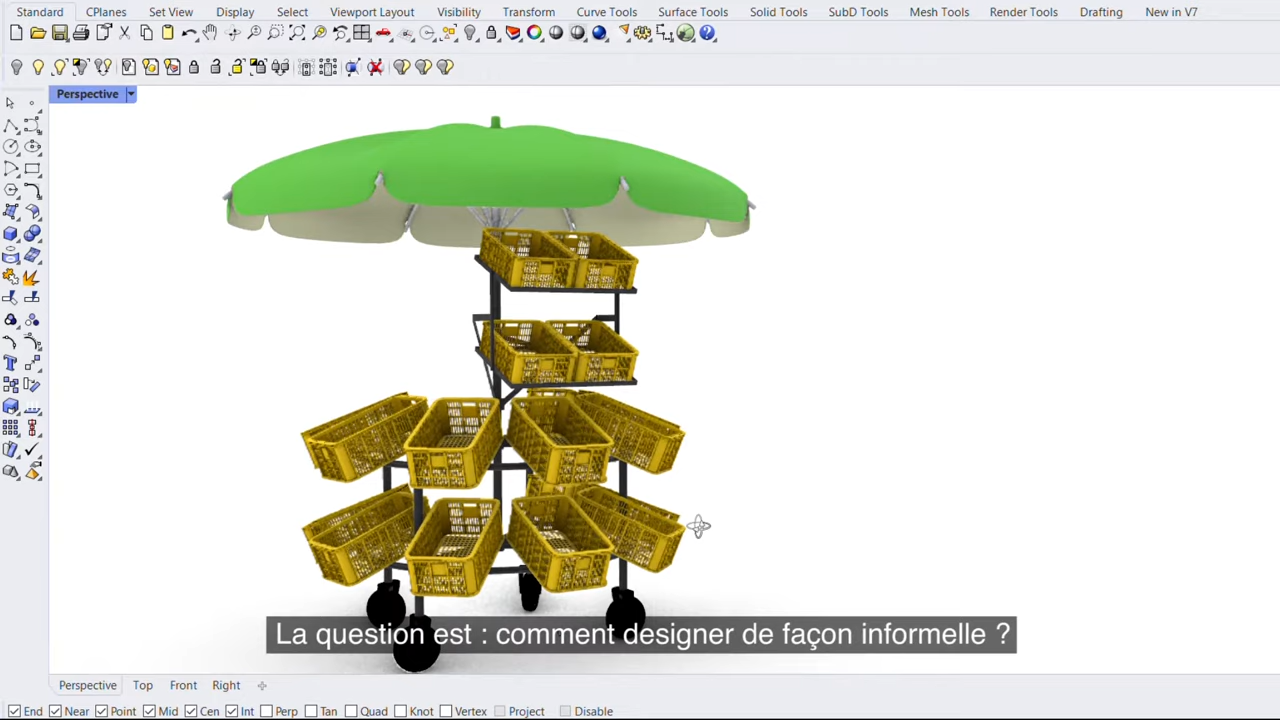 Standard CPlanes Set View Display Select Viewport Layout Visibility Transform Curve Tools Surface Tools Solid Tools SubD Tools Mesh Tools Render Tools Drafting New in V7
Perspective
La question est : comment designer de façon informelle ?
Perspective Top Front Right
End Near Point Mid Cen Int Perp Tan Quad Knot Vertex Project Disable